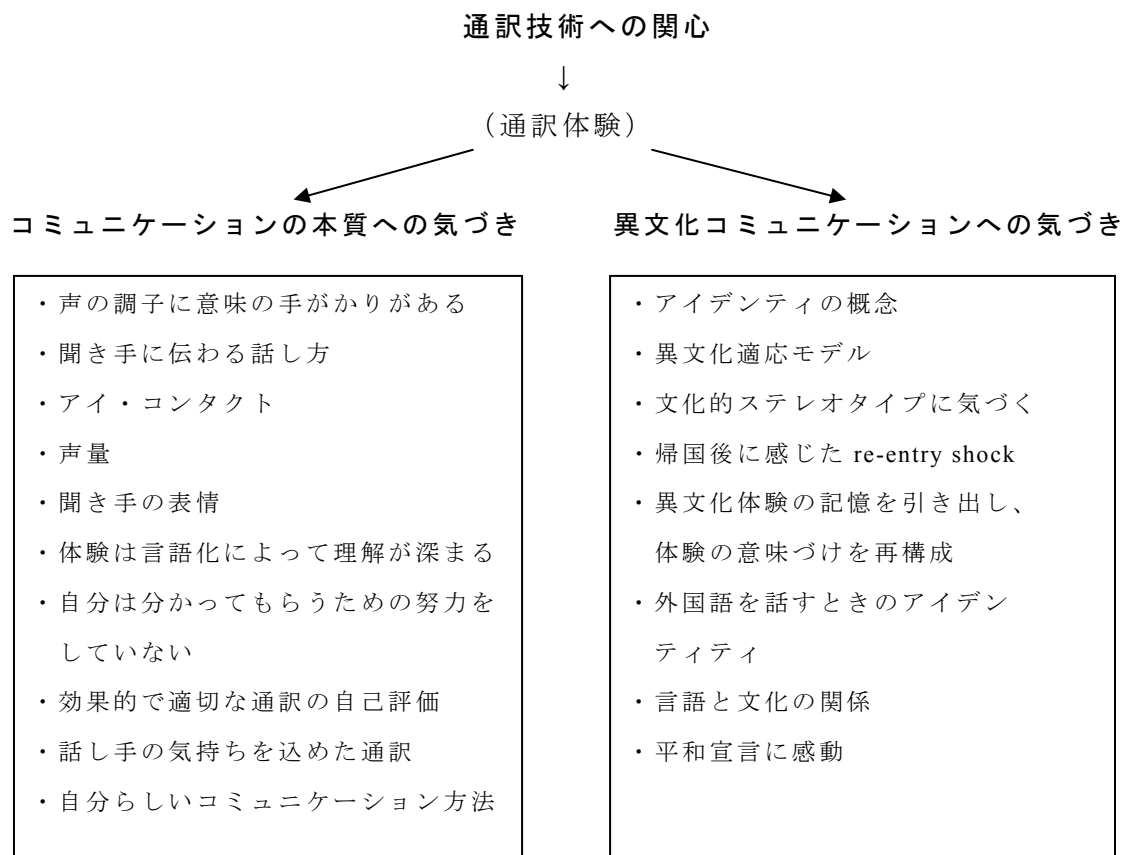 通訳技術への関心
↓
（通訳体験）
コミュニケーションの本質への気づき
・声の調子に意味の手がかりがある
・聞き手に伝わる話し方
・アイ・コンタクト
・声量
・聞き手の表情
・体験は言語化によって理解が深まる
・自分は分かってもらうための努力を
していない
・効果的で適切な通訳の自己評価
・話し手の気持ちを込めた通訳
・自分らしいコミュニケーション方法
異文化コミュニケーションへの気づき
・アイデンティの概念
・異文化適応モデル
・文化的ステレオタイプに気づく
・帰国後に感じた re-entry shock
・異文化体験の記憶を引き出し、
体験の意味づけを再構成
・外国語を話すときのアイデン
ティティ
・言語と文化の関係
・平和宣言に感動